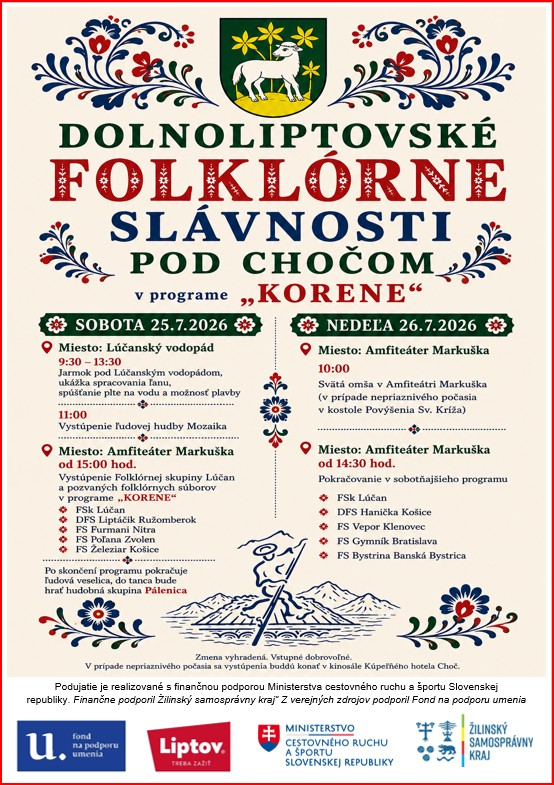 DOLNOLIPTOVSKÉ
FOLKLÓRNE
SLÁVNOSTI
POD CHOČOM
v programe „KORENE“
SOBOTA 25.7.2026
Miesto: Lúčanský vodopád
9:30 – 13:30
Jarmok pod Lúčanským vodopádom,
ukážka spracovania ľanu,
spúšťanie plte na vodu a možnosť plavby
11:00
Vystúpenie ľudovej hudby Mozaika
Miesto: Amfiteáter Markuška
od 15:00 hod.
Vystúpenie Folklórnej skupiny Lúčan
a pozvaných folklórnych súborov
v programe „KORENE“
FSk Lúčan
DFS Liptáčik Ružomberok
FS Furmani Nitra
FS Poľana Zvolen
FS Železiar Košice
Po skončení programu pokračuje
ľudová veselica, do tanca bude
hrať hudobná skupina Pálenica
NEDEĽA 26.7.2026
Miesto: Amfiteáter Markuška
10:00
Svätá omša v Amfiteátri Markuška
(v prípade nepriaznivého počasia
v kostole Povýšenia Sv. Kríža)
Miesto: Amfiteáter Markuška
od 14:30 hod.
Pokračovanie v sobotňajšieho programu
FSk Lúčan
DFS Hanička Košice
FS Vepor Klenovec
FS Gymnik Bratislava
FS Bystrina Banská Bystrica
Zmena vyhradená. Vstupné dobrovoľné.
V prípade nepriaznivého počasia sa vystúpenia budú konať v kinosále Kúpeľného hotela Choč.
Podujatie je realizované s finančnou podporou Ministerstva cestovného ruchu a športu Slovenskej
republiky. Finančne podporil Žilinský samosprávny kraj“ Z verejných zdrojov podporil Fond na podporu umenia
u.
fond
na podporu
umenia
Liptov
TREBA ZAŽIŤ
MINISTERSTVO
CESTOVNÉHO RUCHU
A ŠPORTU
SLOVENSKEJ REPUBLIKY
ŽILINSKÝ
SAMOSPRÁVNY
KRAJ